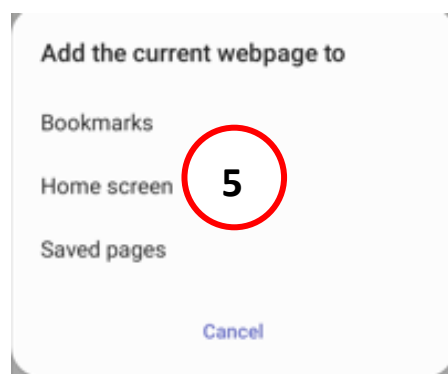 Add the current webpage to
Bookmarks
Home screen
5
Saved pages
Cancel